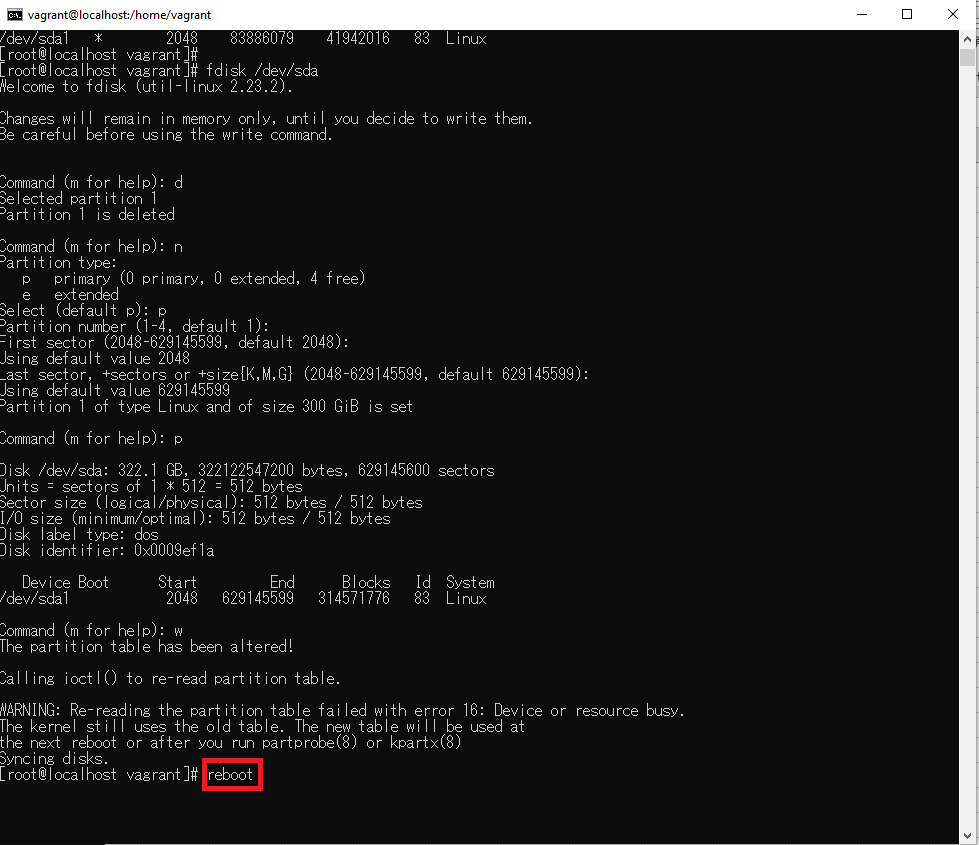 vagrant@localhost:/home/vagrant
/dev/sda1   *        2048    83886079    41942016   83  Linux
[root@localhost vagrant]#
[root@localhost vagrant]# fdisk /dev/sda
Welcome to fdisk (util-linux 2.23.2).
Changes will remain in memory only, until you decide to write them.
Be careful before using the write command.
Command (m for help): d
Selected partition 1
Partition 1 is deleted
Command (m for help): n
Partition type:
   p   primary (0 primary, 0 extended, 4 free)
   e   extended
Select (default p): p
Partition number (1-4, default 1):
First sector (2048-629145599, default 2048):
Using default value 2048
Last sector, +sectors or +size{K,M,G} (2048-629145599, default 629145599):
Using default value 629145599
Partition 1 of type Linux and of size 300 GiB is set
Command (m for help): p
Disk /dev/sda: 322.1 GB, 322122547200 bytes, 629145600 sectors
Units = sectors of 1 * 512 = 512 bytes
Sector size (logical/physical): 512 bytes / 512 bytes
I/O size (minimum/optimal): 512 bytes / 512 bytes
Disk label type: dos
Disk identifier: 0x0009ef1a
   Device Boot      Start         End      Blocks   Id  System
/dev/sda1            2048   629145599   314571776   83  Linux
Command (m for help): w
The partition table has been altered!
Calling ioctl() to re-read partition table.
WARNING: Re-reading the partition table failed with error 16: Device or resource busy.
The kernel still uses the old table. The new table will be used at
the next reboot or after you run partprobe(8) or kpartx(8)
Syncing disks.
[root@localhost vagrant]# reboot